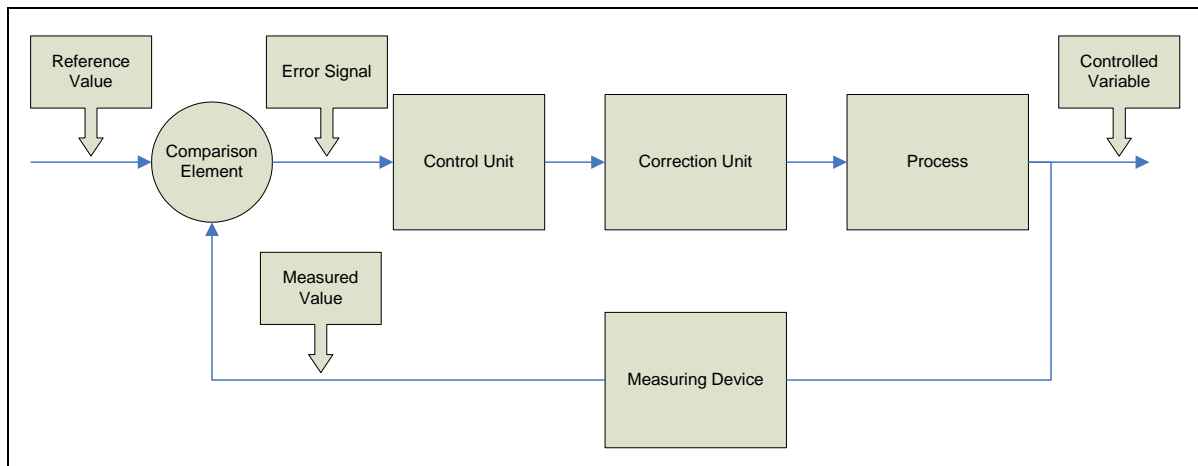 Reference
Value
Error Signal
Controlled
Variable
Comparison
Element
Control Unit
Correction Unit
Process
Measured
Value
Measuring Device